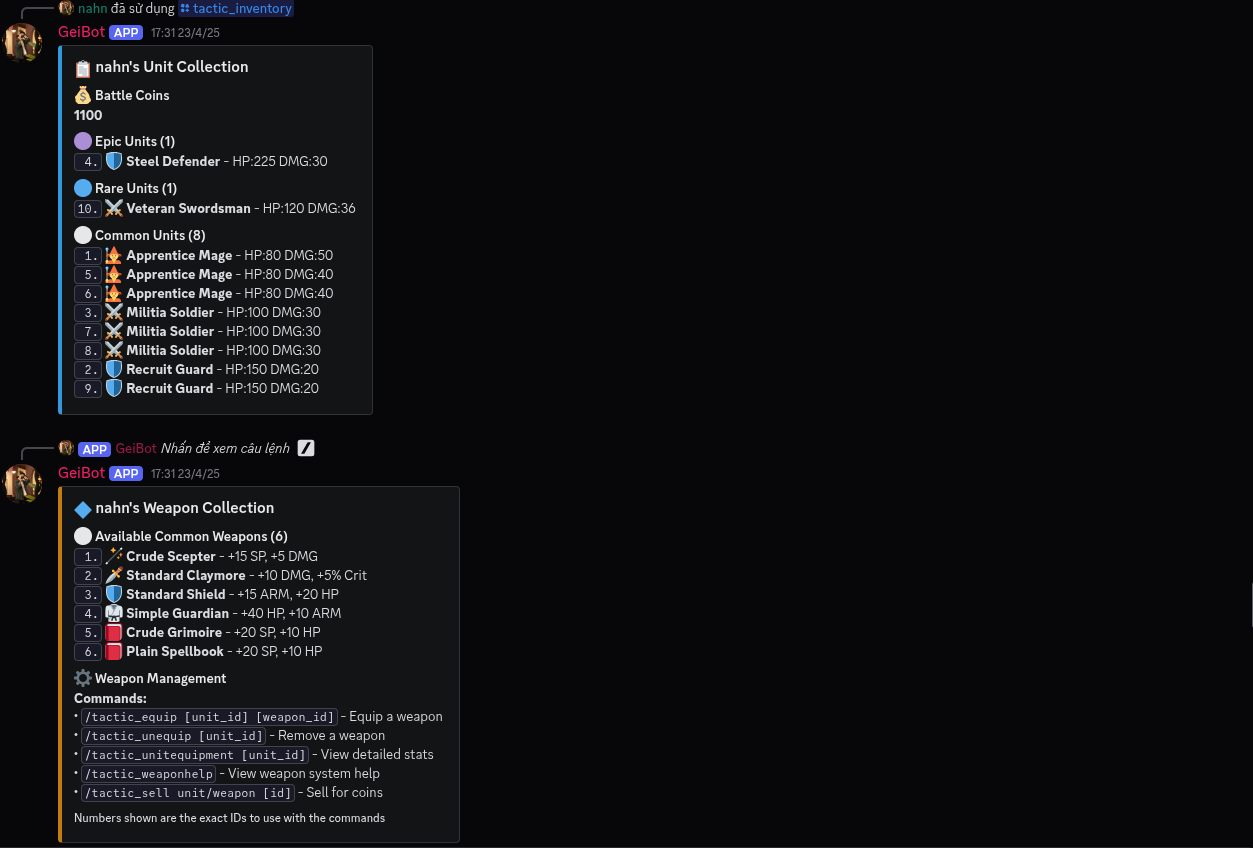 nahn đã sử dụng tactic_inventory
GeiBot APP 17:31 23/4/25
nahn's Unit Collection
Battle Coins
1100
Epic Units (1)
4. Steel Defender - HP:225 DMG:30
Rare Units (1)
10. Veteran Swordsman - HP:120 DMG:36
Common Units (8)
1. Apprentice Mage - HP:80 DMG:50
5. Apprentice Mage - HP:80 DMG:40
6. Apprentice Mage - HP:80 DMG:40
3. Militia Soldier - HP:100 DMG:30
7. Militia Soldier - HP:100 DMG:30
8. Militia Soldier - HP:100 DMG:30
2. Recruit Guard - HP:150 DMG:20
9. Recruit Guard - HP:150 DMG:20
APP GeiBot Nhấn để xem câu lệnh
GeiBot APP 17:31 23/4/25
nahn's Weapon Collection
Available Common Weapons (6)
1. Crude Scepter - +15 SP, +5 DMG
2. Standard Claymore - +10 DMG, +5% Crit
3. Standard Shield - +15 ARM, +20 HP
4. Simple Guardian - +40 HP, +10 ARM
5. Crude Grimoire - +20 SP, +10 HP
6. Plain Spellbook - +20 SP, +10 HP
Weapon Management
Commands:
• /tactic_equip [unit_id] [weapon_id] - Equip a weapon
• /tactic_unequip [unit_id] - Remove a weapon
• /tactic_unitequipment [unit_id] - View detailed stats
• /tactic_weaponhelp - View weapon system help
• /tactic_sell unit/weapon [id] - Sell for coins
Numbers shown are the exact IDs to use with the commands